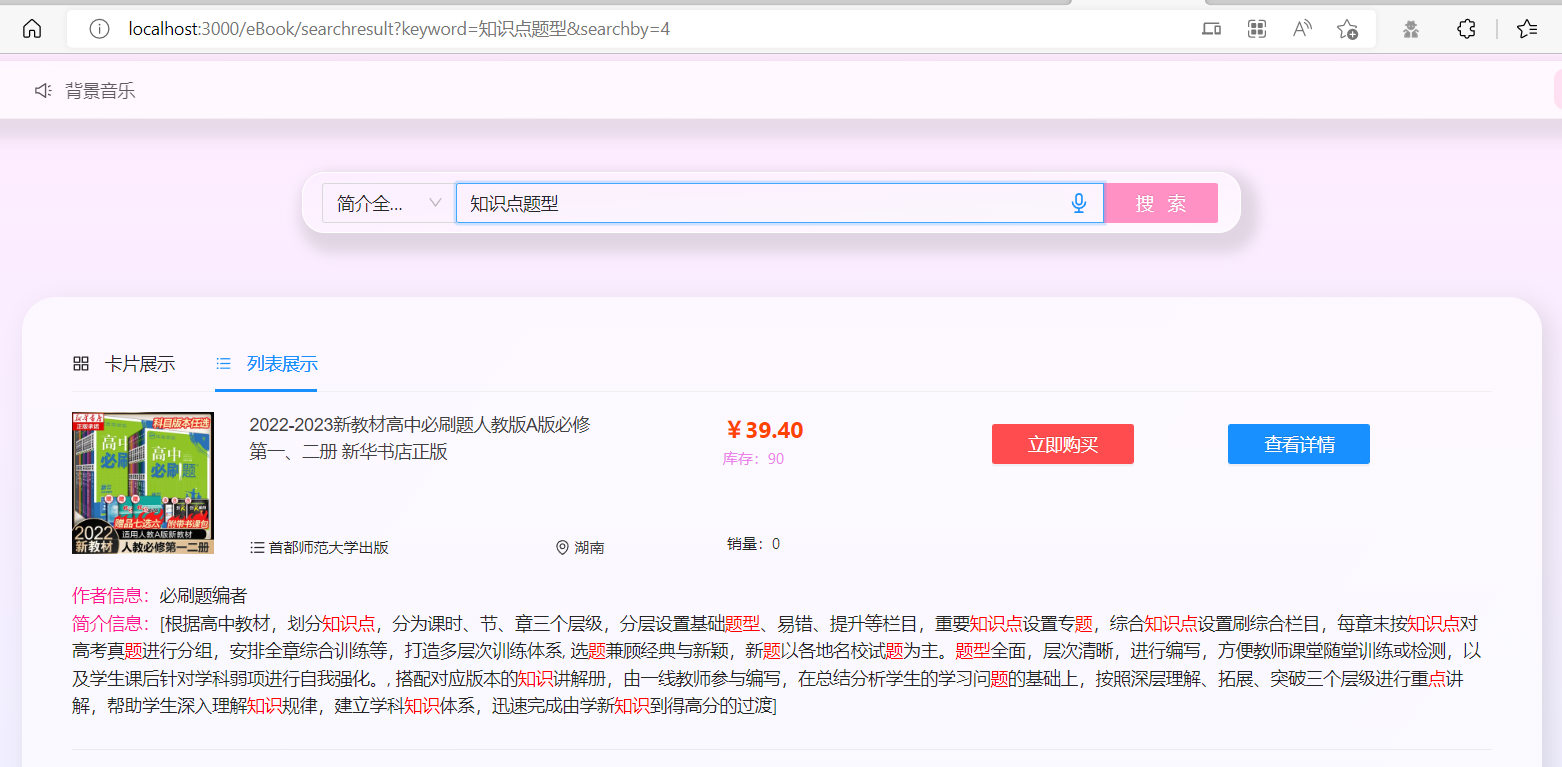 localhost:3000/eBook/searchresult?keyword=知识点题型&searchby=4
背景音乐
简介全...
知识点题型
搜 索
卡片展示
列表展示
2022-2023新教材高中必刷题人教版A版必修
第一、二册 新华书店正版
￥39.40
库存：90
立即购买
查看详情
科目版本任选
正版承诺
高中
必刷
高中
必刷题
赠品七选六
附带书课包
2022
新教材
适用人教A版新教材
人教必修第一二册
首都师范大学出版
湖南
销量：0
作者信息：必刷题编者
简介信息：[根据高中教材，划分知识点，分为课时、节、章三个层级，分层设置基础题型、易错、提升等栏目，重要知识点设置专题，综合知识点设置刷综合栏目，每章末按知识点对
高考真题进行分组，安排全章综合训练等，打造多层次训练体系, 选题兼顾经典与新颖，新题以各地名校试题为主。题型全面，层次清晰，进行编写，方便教师课堂随堂训练或检测，以
及学生课后针对学科弱项进行自我强化。, 搭配对应版本的知识讲解册，由一线教师参与编写，在总结分析学生的学习问题的基础上，按照深层理解、拓展、突破三个层级进行重点讲
解，帮助学生深入理解知识规律，建立学科知识体系，迅速完成由学新知识到得高分的过渡]